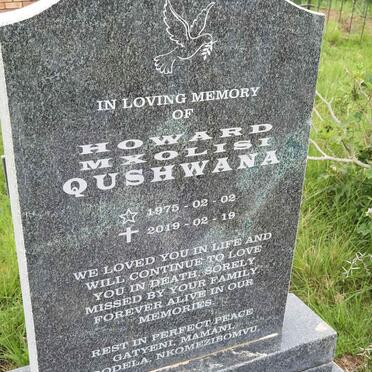 IN LOVING MEMORY
OF
HOWARD
MXOLISI
QUSHWANA
1975 - 02 - 02
2019 - 02 - 19
WE LOVED YOU IN LIFE AND
WILL CONTINUE TO LOVE
YOU IN DEATH. SORELY
MISSED BY YOUR FAMILY.
FOREVER ALIVE IN OUR
MEMORIES.
REST IN PERFECT PEACE
GATYENI, MAMANI,
NKOMEZIBOMVU.